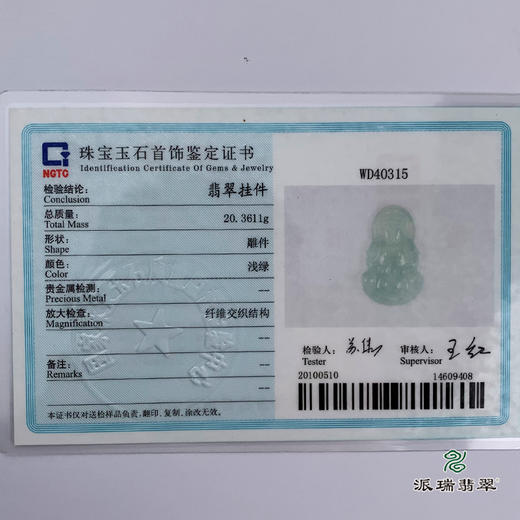 NGTC
珠宝玉石首饰鉴定证书
Identification Certificate Of Gems & Jewelry
检验结论: 翡翠挂件
Conclusion
总质量: 20.3611g
Total Mass
形状: 雕件
Shape
颜色: 浅绿
Color
贵金属检测: ---
Precious Metal
放大检查: 纤维交织结构
Magnification
---
备注: ---
Remarks
---
本证书仅对送检样品负责,翻印、复制、涂改无效。
WD40315
检验人: 审核人: 王红
Tester Supervisor
20100510 14609408
派瑞翡翠